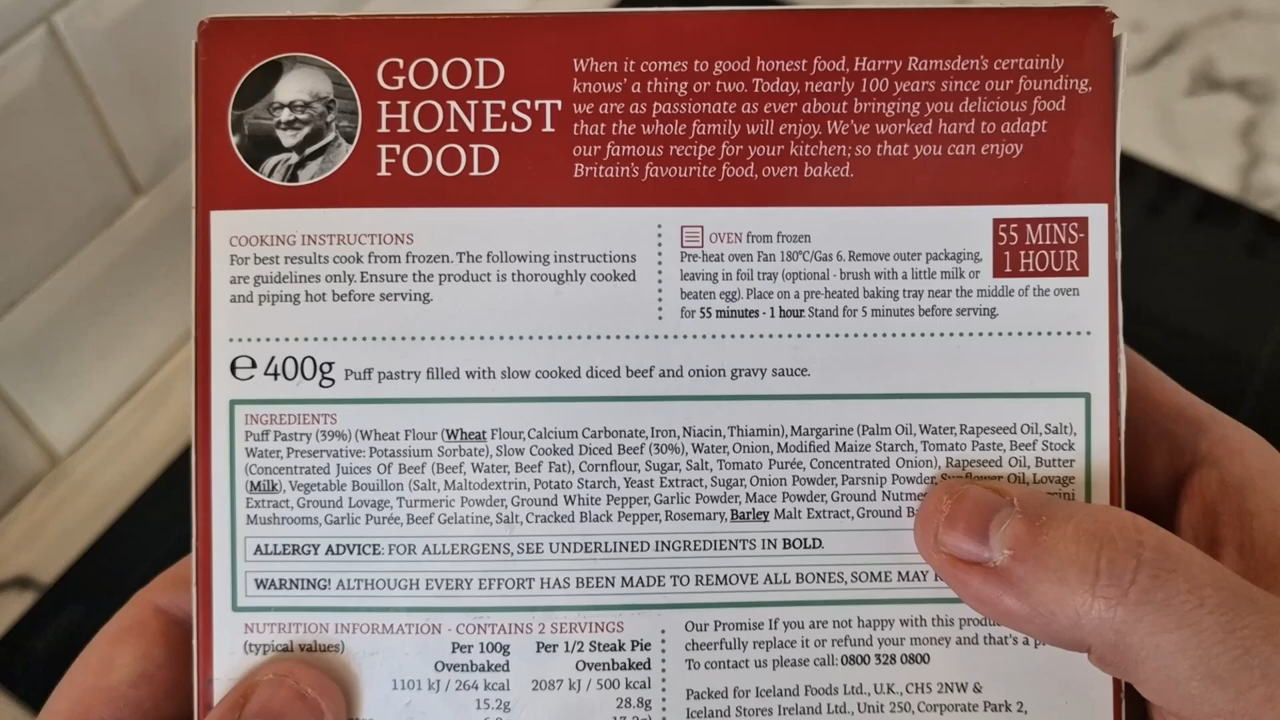 GOOD
HONEST
FOOD
When it comes to good honest food, Harry Ramsden's certainly
knows' a thing or two. Today, nearly 100 years since our founding,
we are as passionate as ever about bringing you delicious food
that the whole family will enjoy. We've worked hard to adapt
our famous recipe for your kitchen; so that you can enjoy
Britain's favourite food, oven baked.
COOKING INSTRUCTIONS
For best results cook from frozen. The following instructions
are guidelines only. Ensure the product is thoroughly cooked
and piping hot before serving.
OVEN from frozen
55 MINS-
1 HOUR
Pre-heat oven Fan 180°C/Gas 6. Remove outer packaging,
leaving in foil tray (optional - brush with a little milk or
beaten egg). Place on a pre-heated baking tray near the middle of the oven
for 55 minutes - 1 hour. Stand for 5 minutes before serving.
℮ 400g Puff pastry filled with slow cooked diced beef and onion gravy sauce.
INGREDIENTS
Puff Pastry (39%) (Wheat Flour (Wheat Flour, Calcium Carbonate, Iron, Niacin, Thiamin), Margarine (Palm Oil, Water, Rapeseed Oil, Salt),
Water, Preservative: Potassium Sorbate), Slow Cooked Diced Beef (30%), Water, Onion, Modified Maize Starch, Tomato Paste, Beef Stock
(Concentrated Juices Of Beef (Beef, Water, Beef Fat), Cornflour, Sugar, Salt, Tomato Purée, Concentrated Onion), Rapeseed Oil, Butter
(Milk), Vegetable Bouillon (Salt, Maltodextrin, Potato Starch, Yeast Extract, Sugar, Onion Powder, Parsnip Powder, Sunflower Oil, Lovage
Extract, Ground Lovage, Turmeric Powder, Ground White Pepper, Garlic Powder, Mace Powder, Ground
Mushrooms, Garlic Purée, Beef Gelatine, Salt, Cracked Black Pepper, Rosemary, Barley Malt Extract, Ground
ALLERGY ADVICE: FOR ALLERGENS, SEE UNDERLINED INGREDIENTS IN BOLD.
WARNING! ALTHOUGH EVERY EFFORT HAS BEEN MADE TO REMOVE ALL BONES, SOME MAY
NUTRITION INFORMATION - CONTAINS 2 SERVINGS
(typical values) Per 100g Per 1/2 Steak Pie
Ovenbaked Ovenbaked
1101 kJ / 264 kcal 2087 kJ / 500 kcal
15.2g 28.8g
Our Promise If you are not happy with this
cheerfully replace it or refund your money and that's a
To contact us please call: 0800 328 0800
Packed for Iceland Foods Ltd., U.K., CH5 2NW &
Iceland Stores Ireland Ltd., Unit 250, Corporate Park 2,